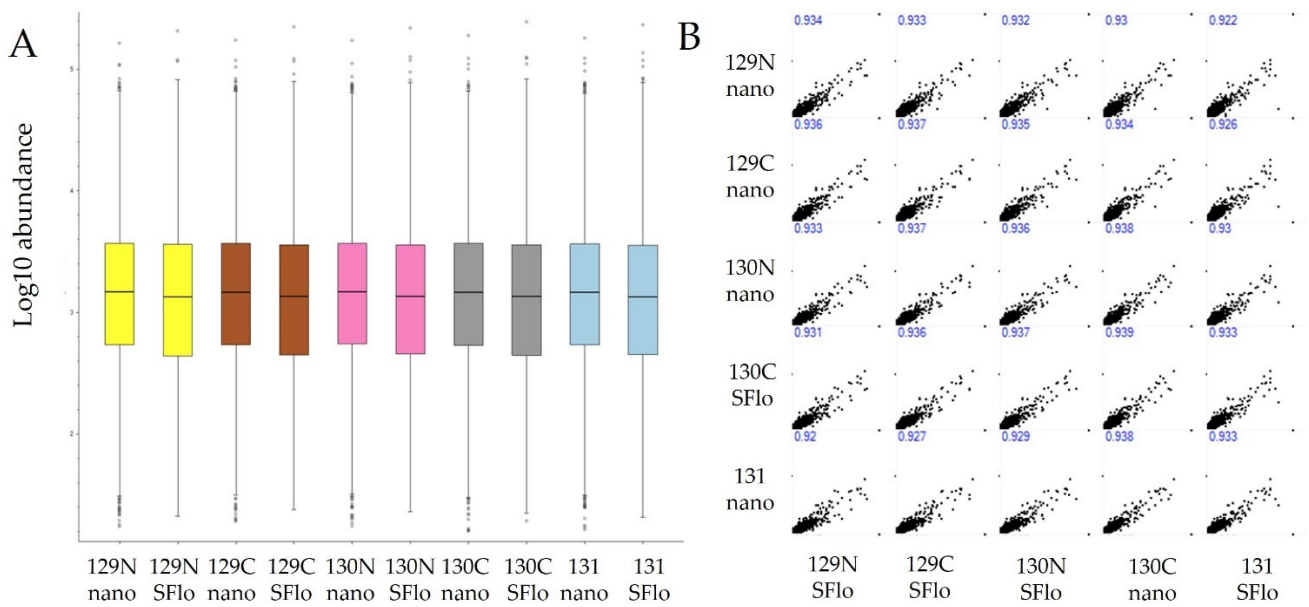 A
Log10 abundance
5
4
3
2
129N nano
129N SFlo
129C nano
129C SFlo
130N nano
130N SFlo
130C nano
130C SFlo
131 nano
131 SFlo
B
0.934 0.933 0.932 0.93 0.922
129N nano
0.936 0.937 0.935 0.934 0.926
129C nano
0.933 0.937 0.936 0.938 0.93
130N nano
0.931 0.936 0.937 0.939 0.933
130C SFlo
0.92 0.927 0.929 0.938 0.933
131 nano
129N SFlo
129C SFlo
130N SFlo
130C nano
131 SFlo